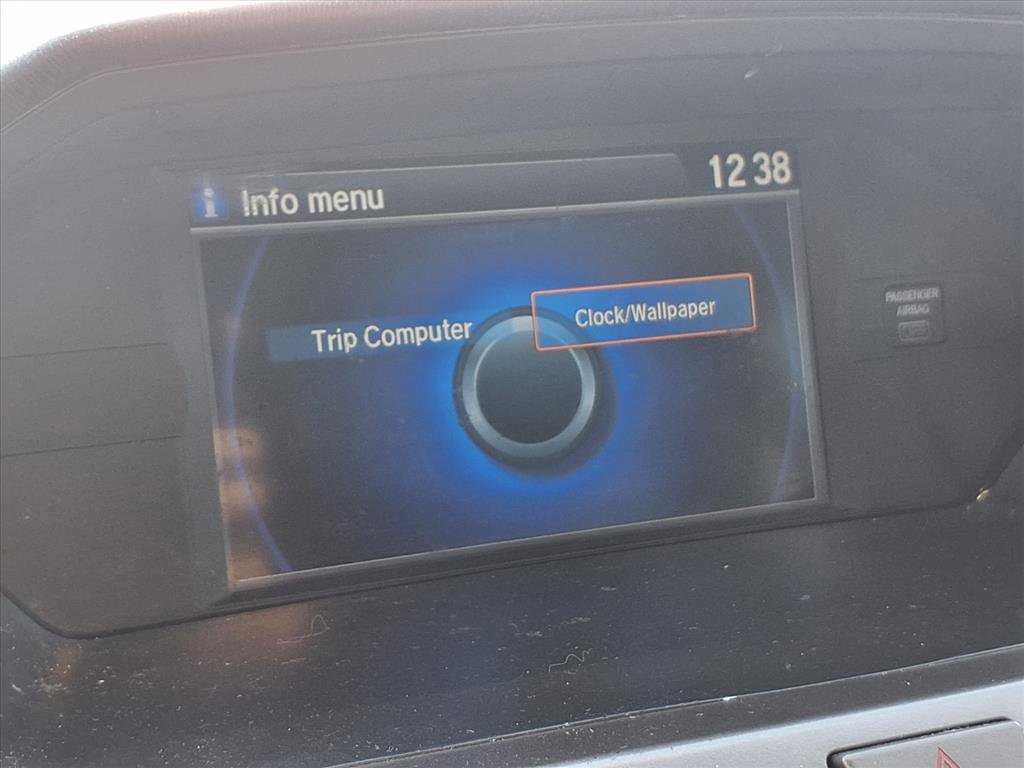 i Info menu
12 38
Trip Computer
Clock/Wallpaper
PASSENGER
AIRBAG